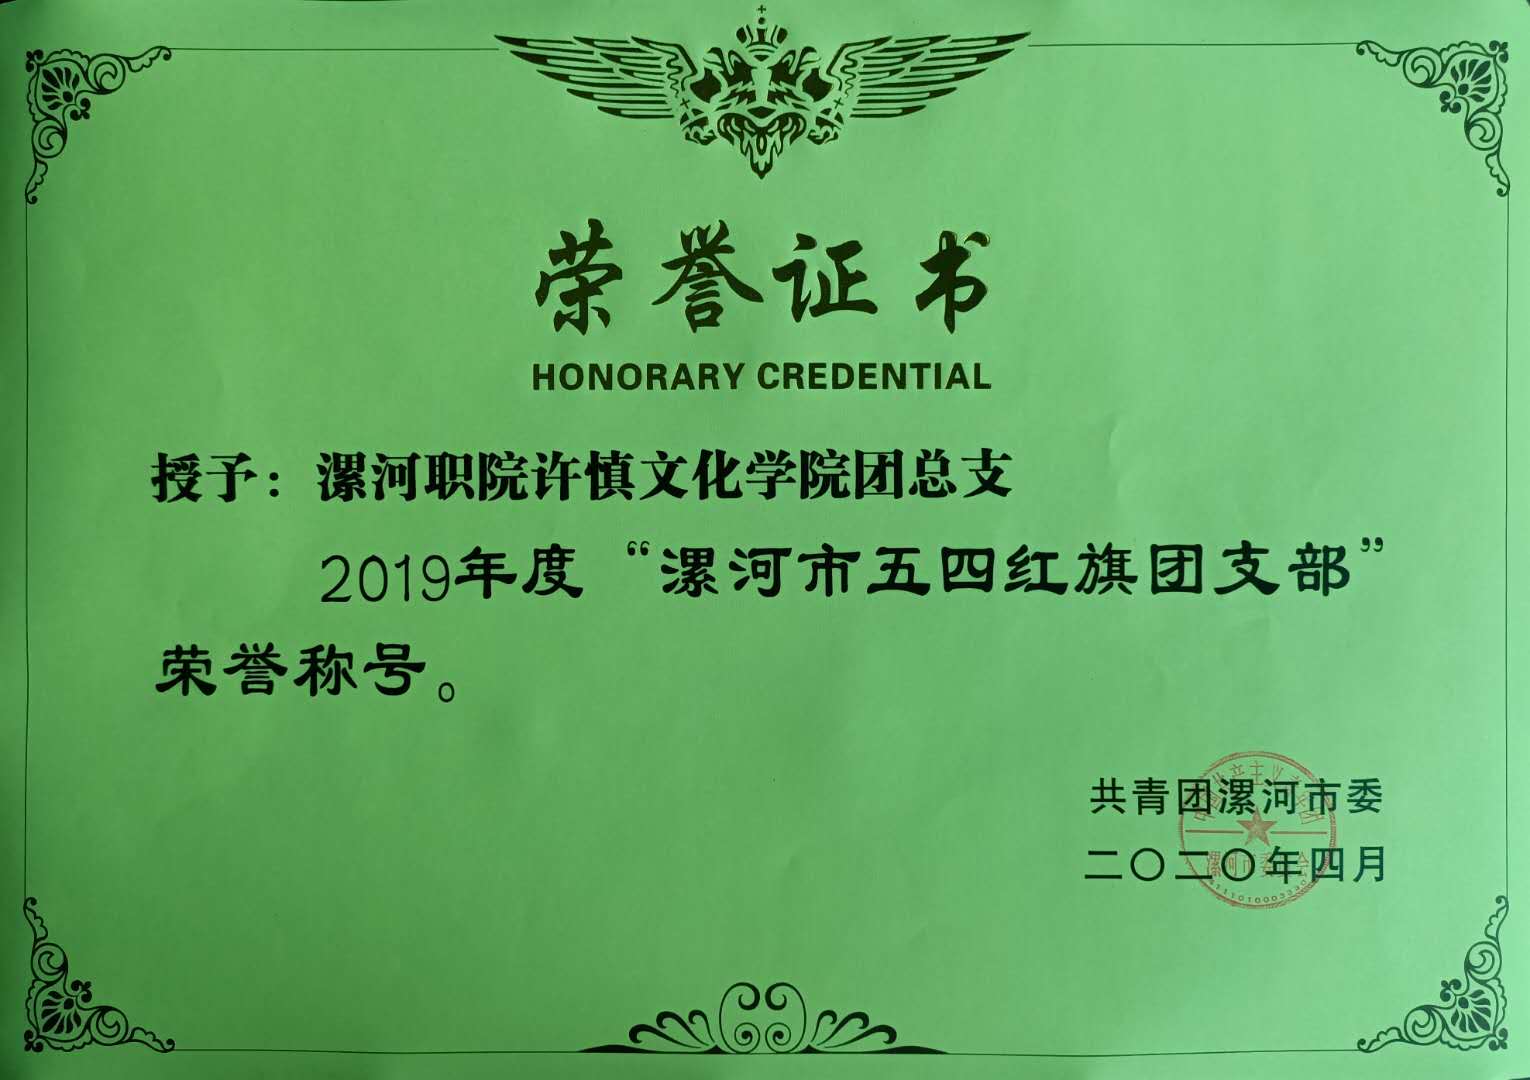 荣誉证书
HONORARY CREDENTIAL
授予：漯河职院许慎文化学院团总支
2019年度“漯河市五四红旗团支部”
荣誉称号。
共青团漯河市委
二〇二〇年四月